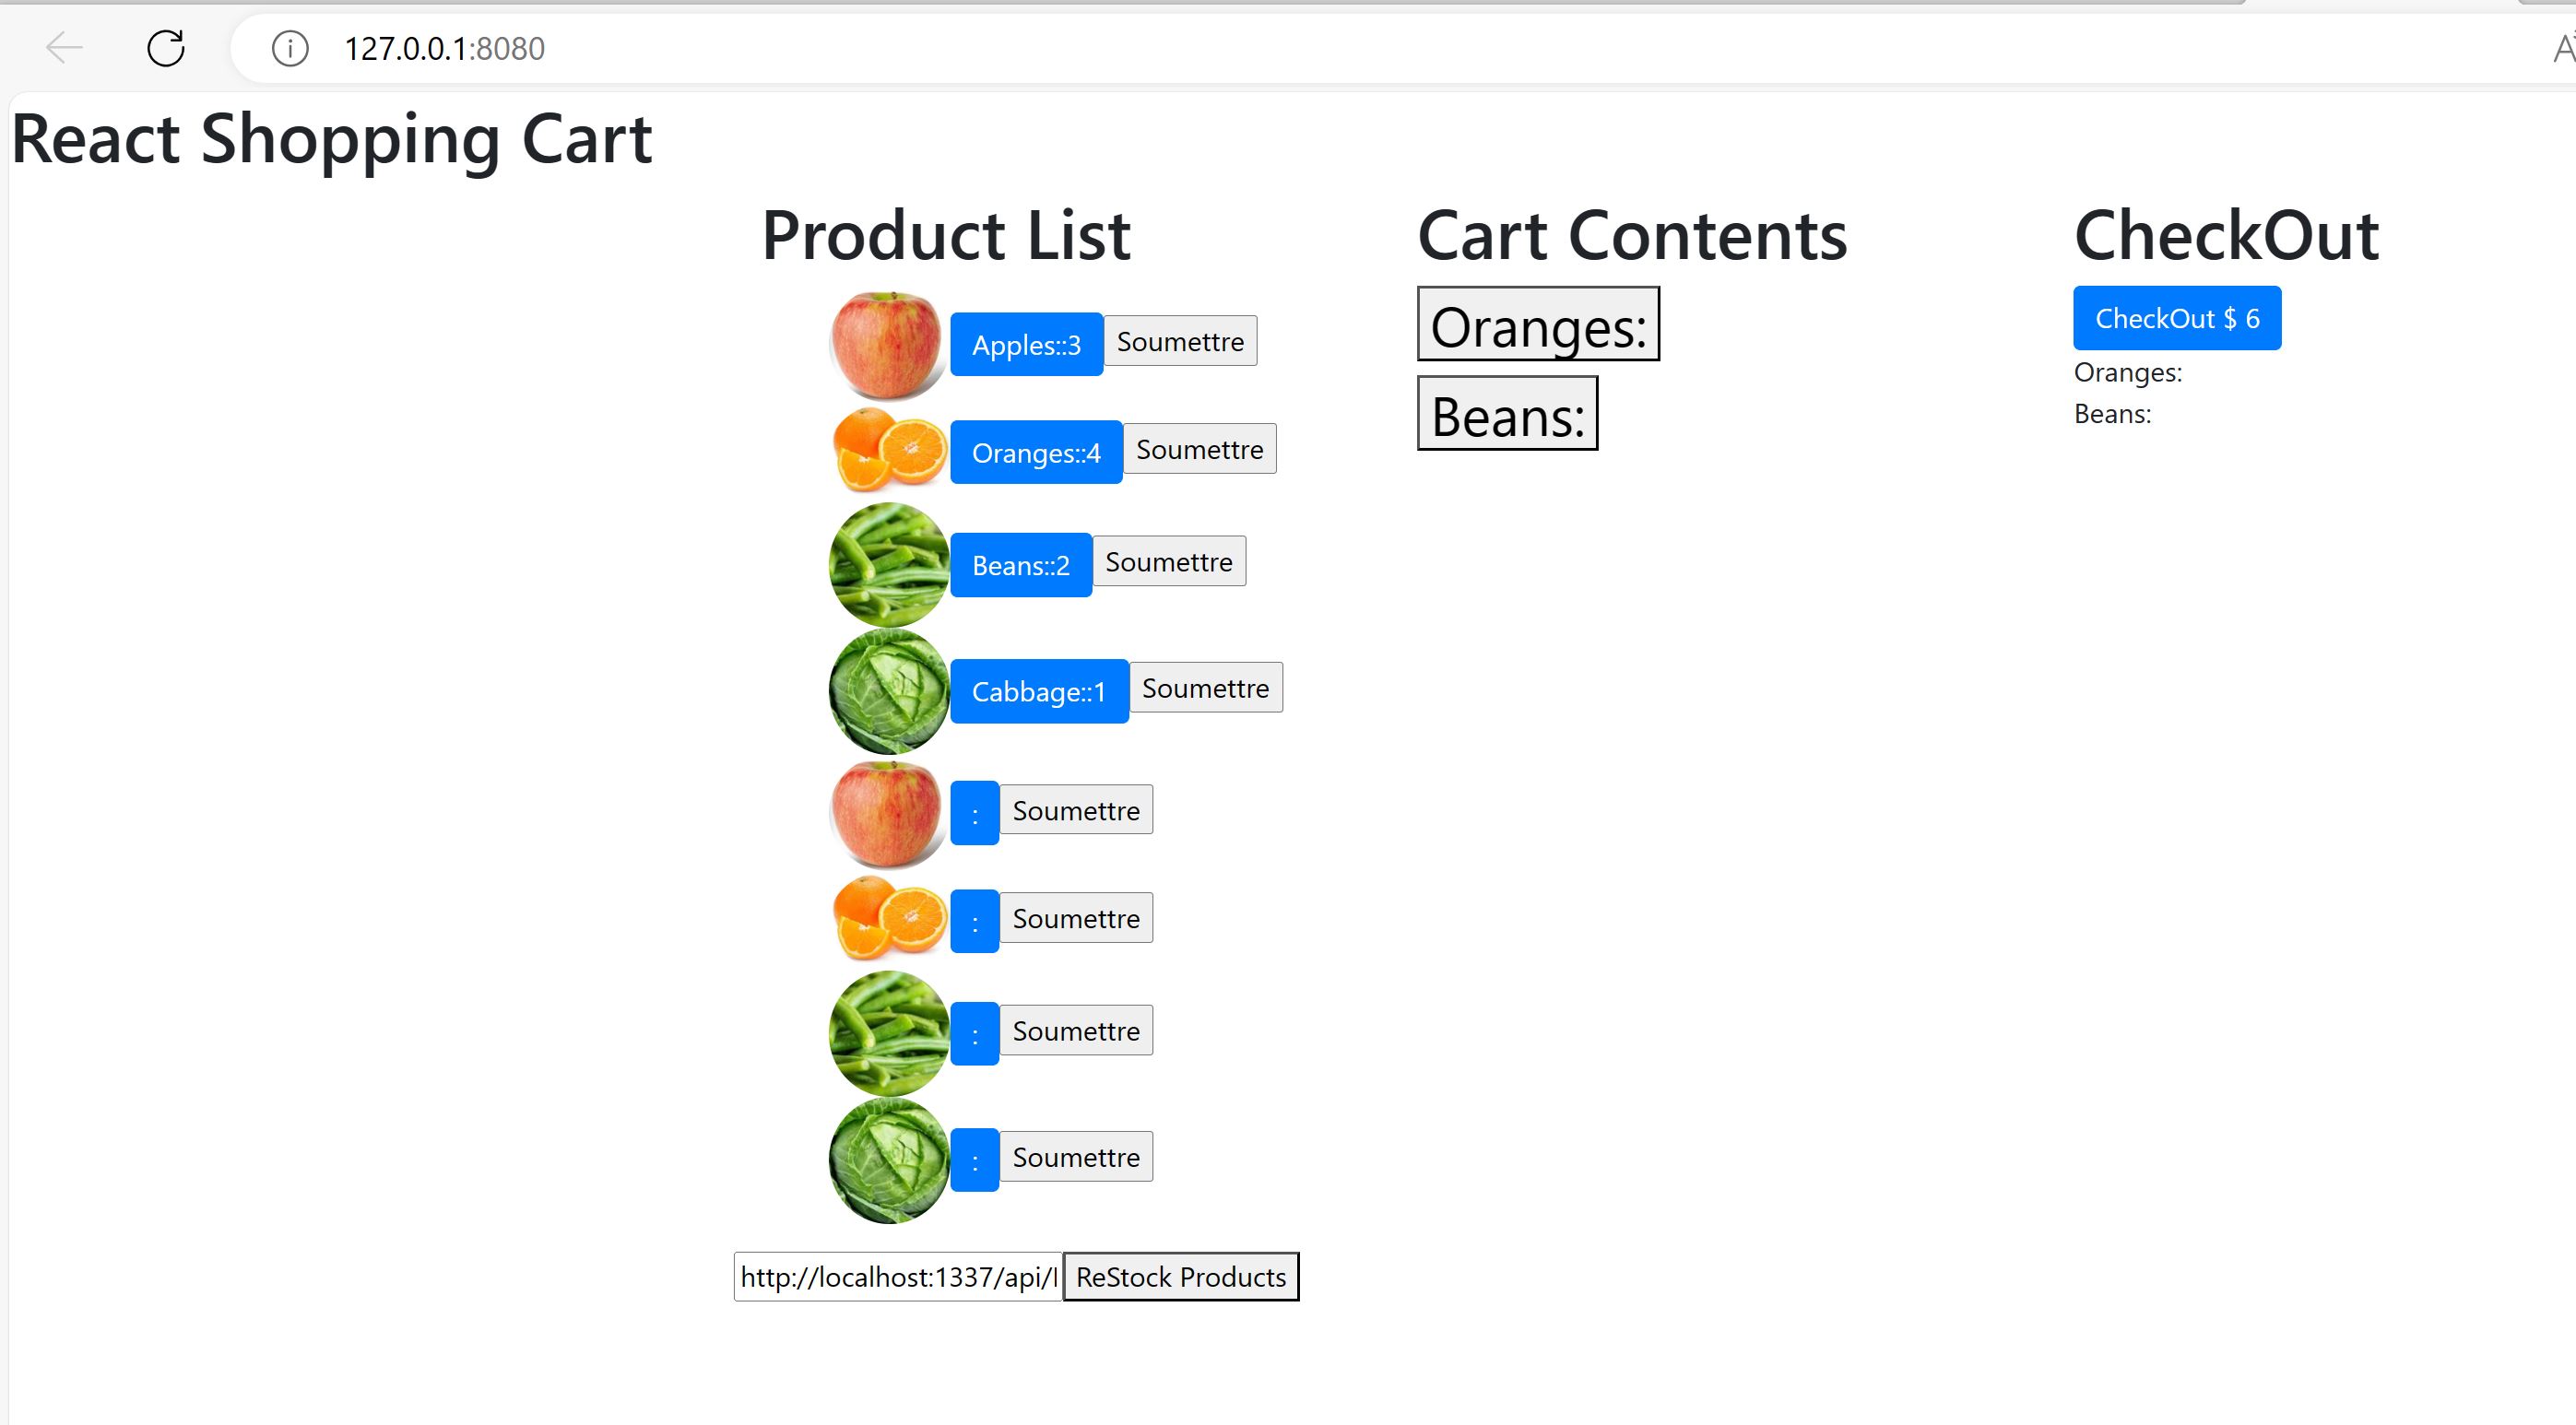 127.0.0.1:8080
React Shopping Cart
Product List
Apples::3 Soumettre
Oranges::4 Soumettre
Beans::2 Soumettre
Cabbage::1 Soumettre
: Soumettre
: Soumettre
: Soumettre
: Soumettre
http://localhost:1337/api/ ReStock Products
Cart Contents
Oranges:
Beans:
CheckOut
CheckOut $ 6
Oranges:
Beans: